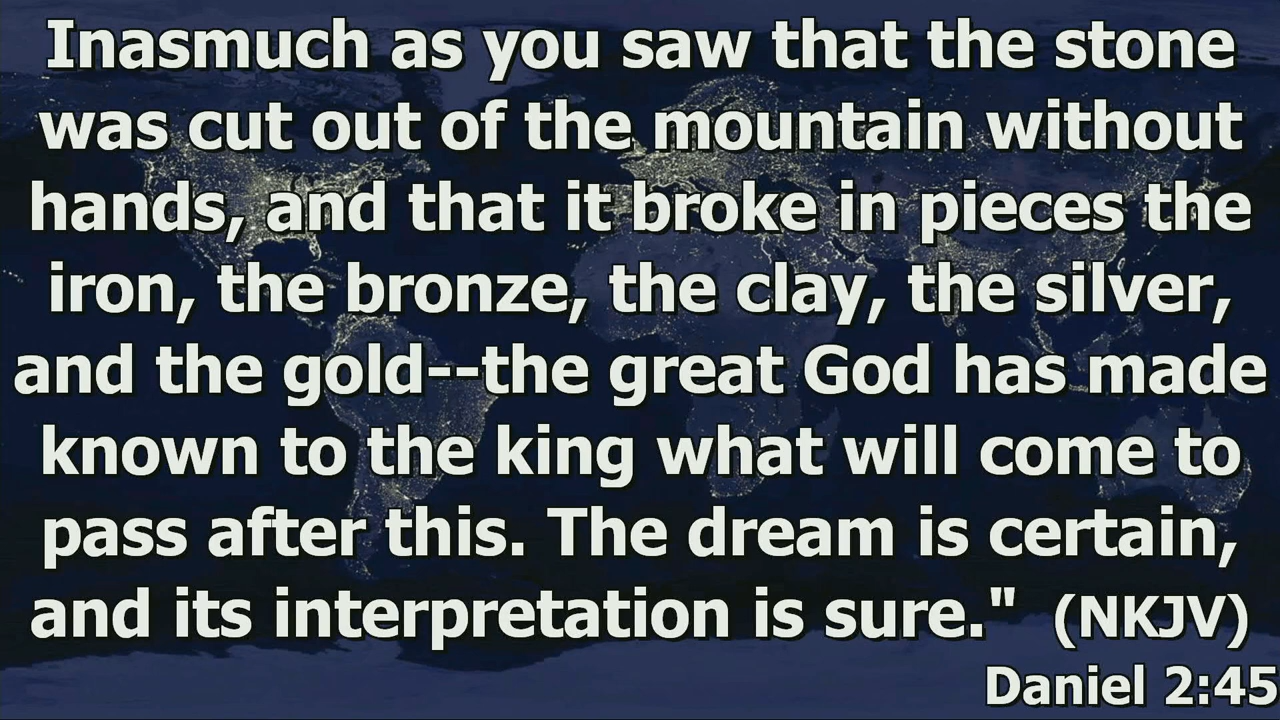 Inasmuch as you saw that the stone
was cut out of the mountain without
hands, and that it broke in pieces the
iron, the bronze, the clay, the silver,
and the gold--the great God has made
known to the king what will come to
pass after this. The dream is certain,
and its interpretation is sure." (NKJV)
Daniel 2:45